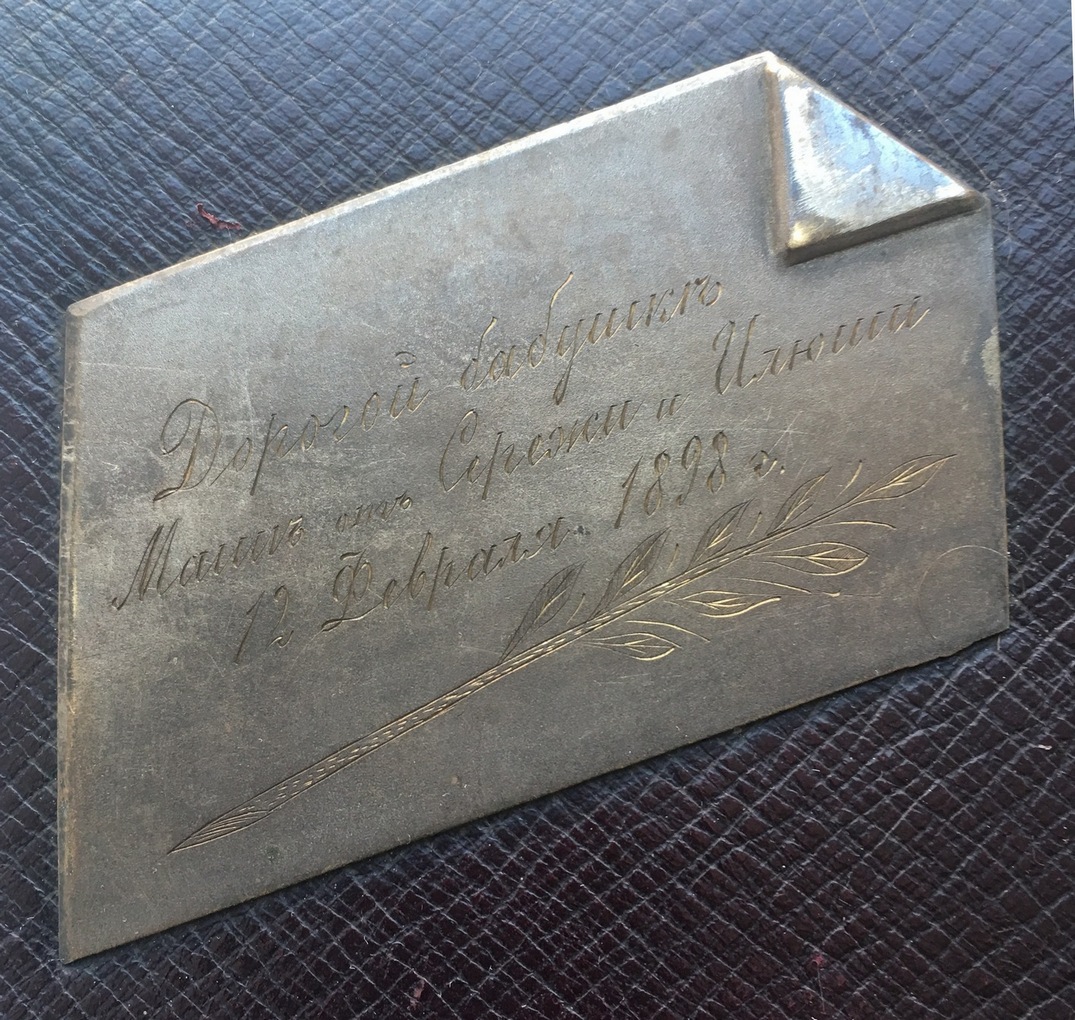 Дорогой бабушкѣ
Машѣ отъ Сережи и Илюши
12 Февраля. 1898 г.